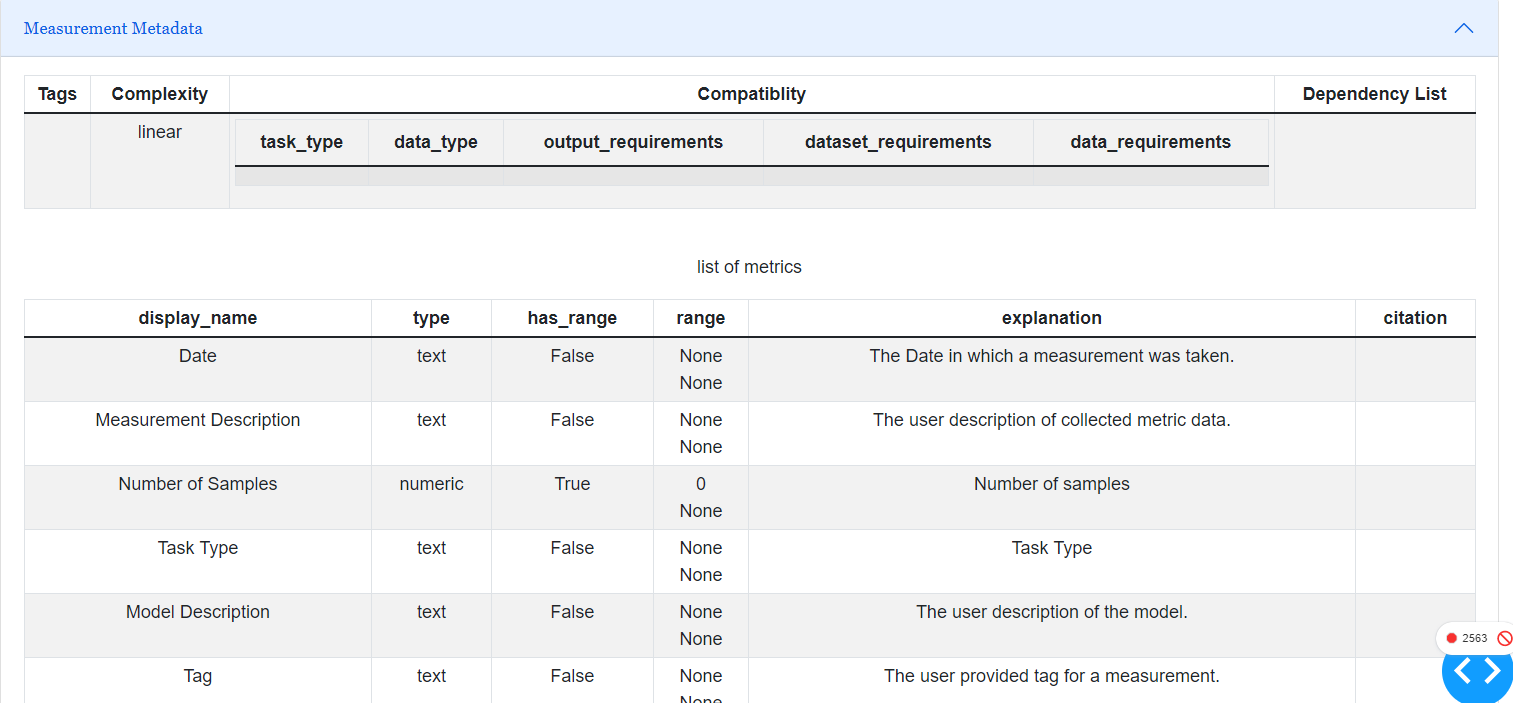 Measurement Metadata
Tags Complexity Compatiblity Dependency List
linear
task_type data_type output_requirements dataset_requirements data_requirements
list of metrics
display_name type has_range range explanation citation
Date text False None The Date in which a measurement was taken.
None
Measurement Description text False None The user description of collected metric data.
None
Number of Samples numeric True 0 Number of samples
None
Task Type text False None Task Type
None
Model Description text False None The user description of the model.
None
2563
Tag text False None The user provided tag for a measurement.
None